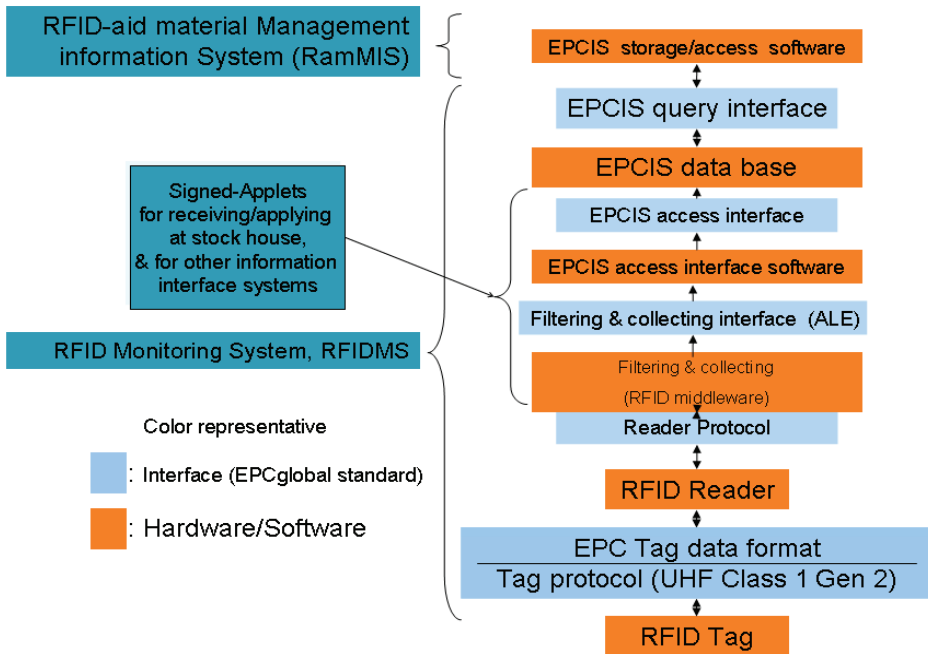 RFID-aid material Management
information System (RamMIS)
EPCIS storage/access software
EPCIS query interface
EPCIS data base
Signed-Applets
for receiving/applying
at stock house,
& for other information
interface systems
EPCIS access interface
EPCIS access interface software
Filtering & collecting interface (ALE)
RFID Monitoring System, RFIDMS
Filtering & collecting
(RFID middleware)
Reader Protocol
Color representative
: Interface (EPCglobal standard)
: Hardware/Software
RFID Reader
EPC Tag data format
Tag protocol (UHF Class 1 Gen 2)
RFID Tag